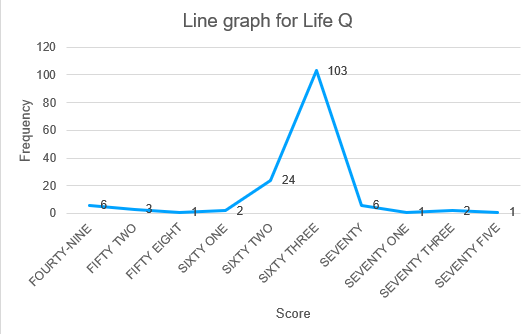 Line graph for Life Q
120
100
80
60
40
20
0
Frequency
6
3
1
2
24
103
6
1
2
1
FOURTY-NINE
FIFTY TWO
FIFTY EIGHT
SIXTY ONE
SIXTY TWO
SIXTY THREE
SEVENTY
SEVENTY ONE
SEVENTY THREE
SEVENTY FIVE
Score